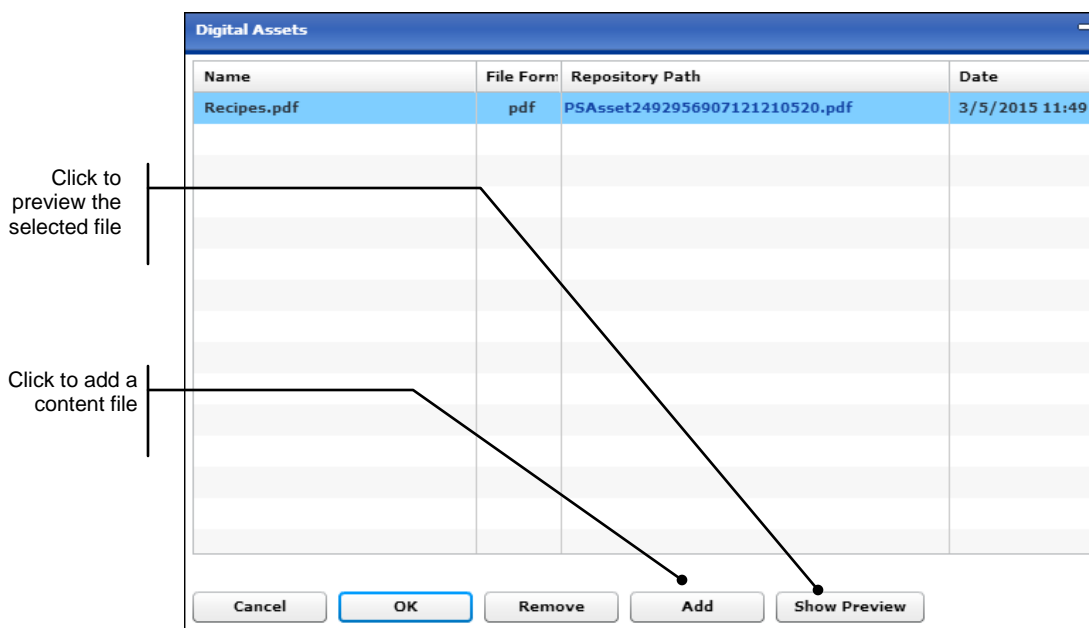 Digital Assets
Name File Form Repository Path Date
Recipes.pdf pdf PSAsset2492956907121210520.pdf 3/5/2015 11:49
Click to
preview the
selected file
Click to add a
content file
Cancel OK Remove Add Show Preview